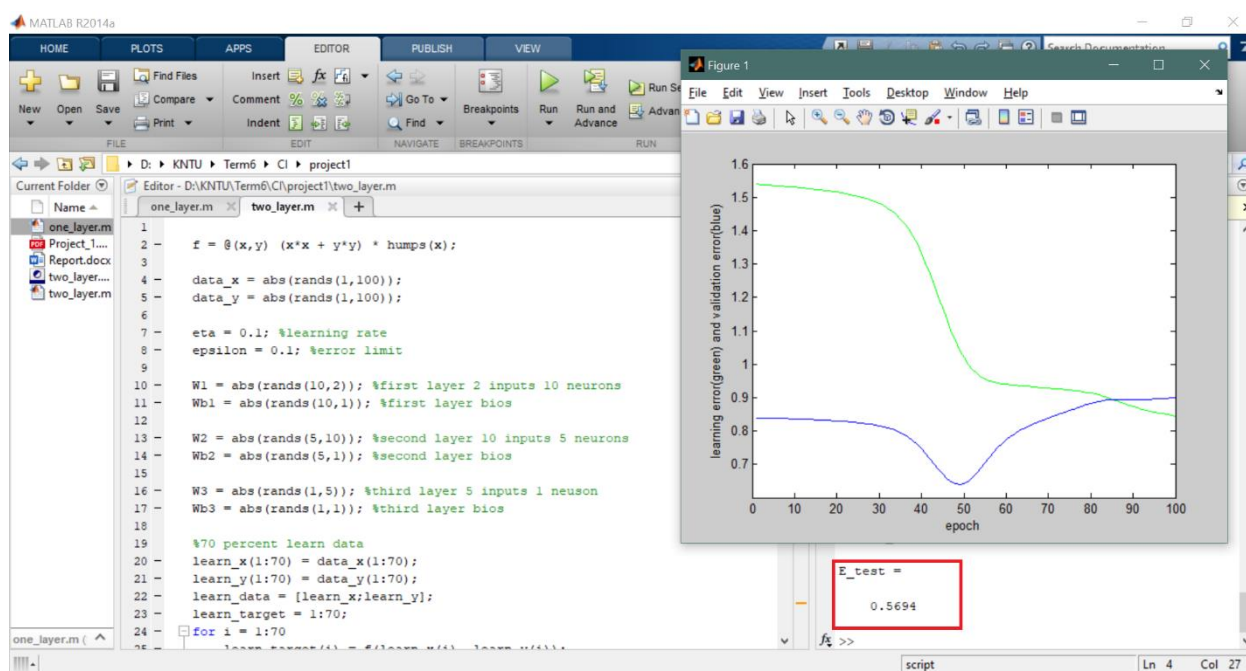 MATLAB R2014a
HOME PLOTS APPS EDITOR PUBLISH VIEW
Search Documentation
New Open Save Find Files Compare Print
Insert fx Comment Indent
Go To Find
Breakpoints Run Run and Advance
Run Se
Advan
FILE EDIT NAVIGATE BREAKPOINTS RUN
D: KNTU Term6 CI project1
Current Folder
Name
one_layer.m
Project_1....
Report.docx
two_layer....
two_layer.m
one_layer.m (
Editor - D:\KNTU\Term6\CI\project1\two_layer.m
one_layer.m two_layer.m +
1
2 - f = @(x,y) (x*x + y*y) * humps(x);
3
4 - data_x = abs(rands(1,100));
5 - data_y = abs(rands(1,100));
6
7 - eta = 0.1; %learning rate
8 - epsilon = 0.1; %error limit
9
10 - W1 = abs(rands(10,2)); %first layer 2 inputs 10 neurons
11 - Wb1 = abs(rands(10,1)); %first layer bios
12
13 - W2 = abs(rands(5,10)); %second layer 10 inputs 5 neurons
14 - Wb2 = abs(rands(5,1)); %second layer bios
15
16 - W3 = abs(rands(1,5)); %third layer 5 inputs 1 neuson
17 - Wb3 = abs(rands(1,1)); %third layer bios
18
19 %70 percent learn data
20 - learn_x(1:70) = data_x(1:70);
21 - learn_y(1:70) = data_y(1:70);
22 - learn_data = [learn_x;learn_y];
23 - learn_target = 1:70;
24 - for i = 1:70
Figure 1
File Edit View Insert Tools Desktop Window Help
learning error(green) and validation error(blue)
1.6
1.5
1.4
1.3
1.2
1.1
1
0.9
0.8
0.7
0 10 20 30 40 50 60 70 80 90 100
epoch
E_test =
0.5694
fx >>
script Ln 4 Col 27